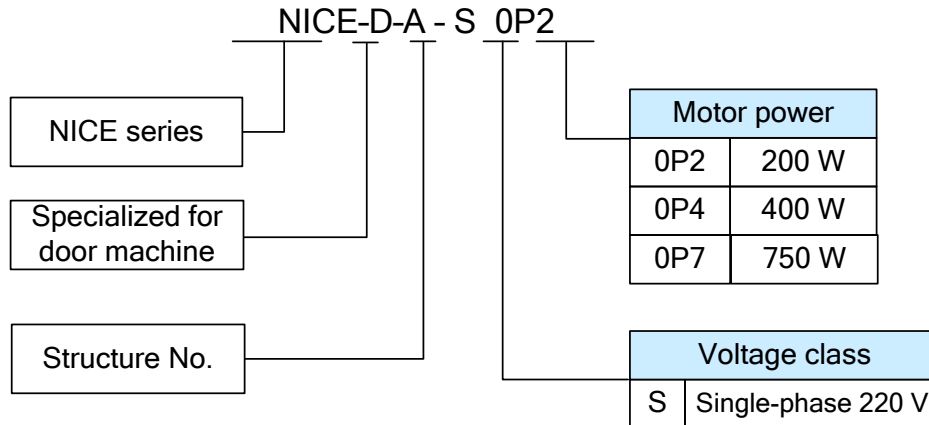 NICE-D-A - S 0P2
NICE series
Specialized for
door machine
Structure No.
Motor power
0P2 200 W
0P4 400 W
0P7 750 W
Voltage class
S Single-phase 220 V